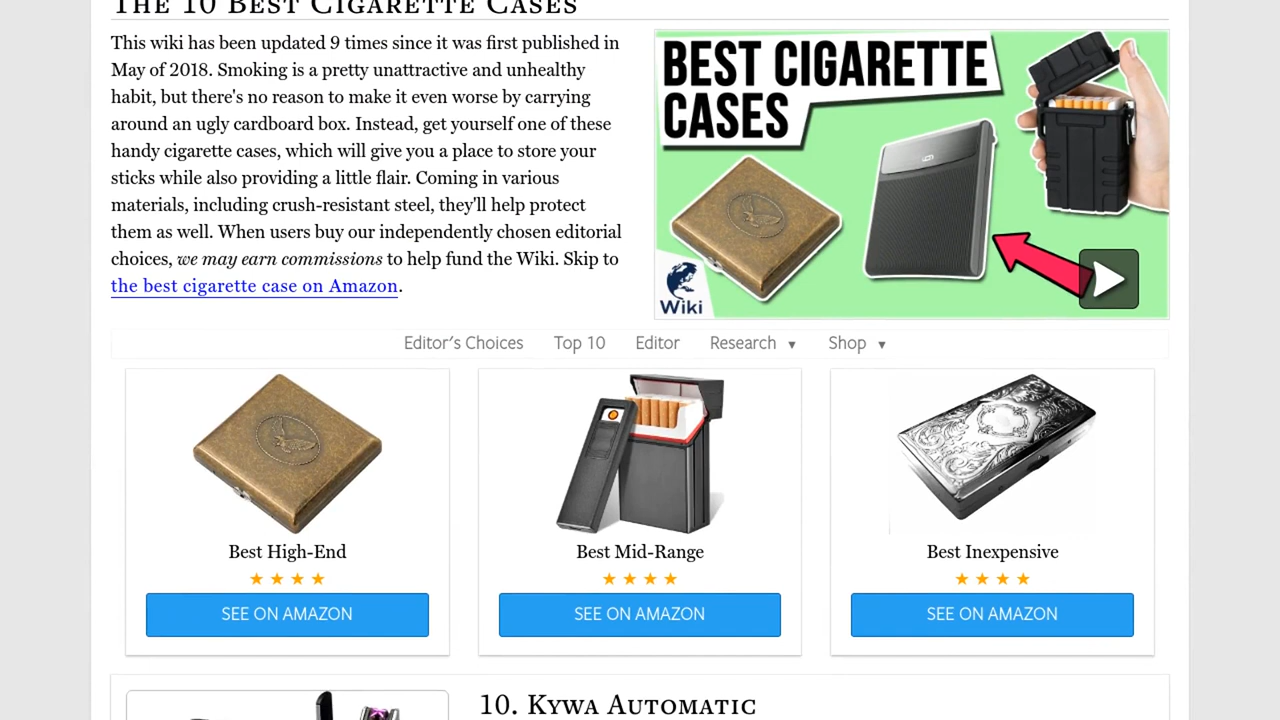 The 10 Best Cigarette Cases
This wiki has been updated 9 times since it was first published in
May of 2018. Smoking is a pretty unattractive and unhealthy
habit, but there's no reason to make it even worse by carrying
around an ugly cardboard box. Instead, get yourself one of these
handy cigarette cases, which will give you a place to store your
sticks while also providing a little flair. Coming in various
materials, including crush-resistant steel, they'll help protect
them as well. When users buy our independently chosen editorial
choices, we may earn commissions to help fund the Wiki. Skip to
the best cigarette case on Amazon.
BEST CIGARETTE
CASES
Wiki
Editor's Choices Top 10 Editor Research ▼ Shop ▼
Best High-End
SEE ON AMAZON
Best Mid-Range
SEE ON AMAZON
Best Inexpensive
SEE ON AMAZON
10. Kywa Automatic